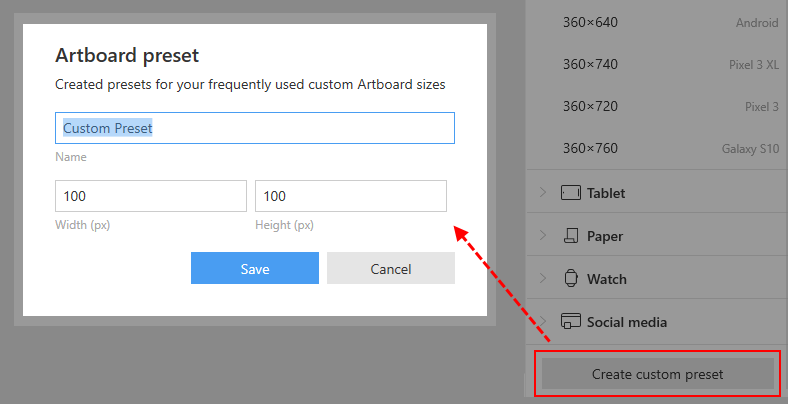 Artboard preset
Created presets for your frequently used custom Artboard sizes
Custom Preset
Name
100 100
Width (px) Height (px)
Save Cancel
360×640 Android
360×740 Pixel 3 XL
360×720 Pixel 3
360×760 Galaxy S10
Tablet
Paper
Watch
Social media
Create custom preset